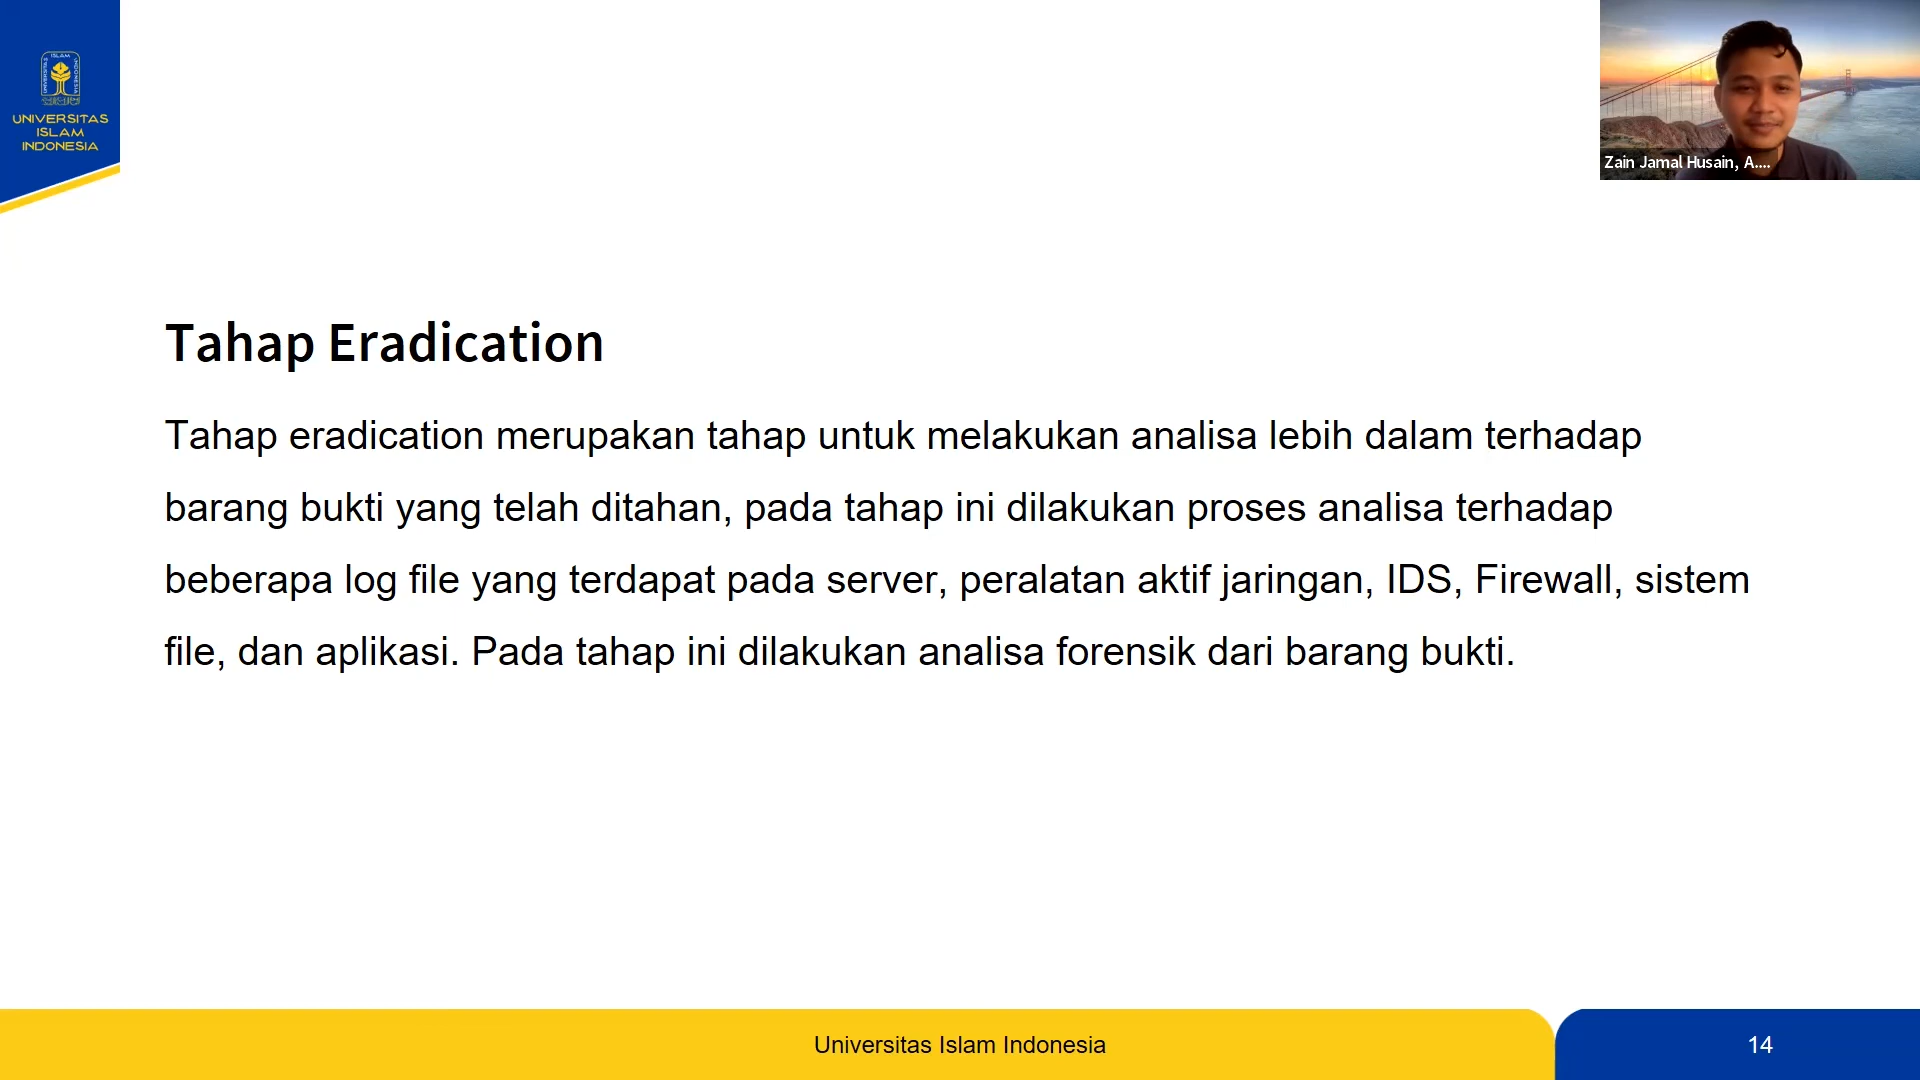 UNIVERSITAS
ISLAM
INDONESIA
Zain Jamal Husain, A....
Tahap Eradication
Tahap eradication merupakan tahap untuk melakukan analisa lebih dalam terhadap
barang bukti yang telah ditahan, pada tahap ini dilakukan proses analisa terhadap
beberapa log file yang terdapat pada server, peralatan aktif jaringan, IDS, Firewall, sistem
file, dan aplikasi. Pada tahap ini dilakukan analisa forensik dari barang bukti.
Universitas Islam Indonesia
14